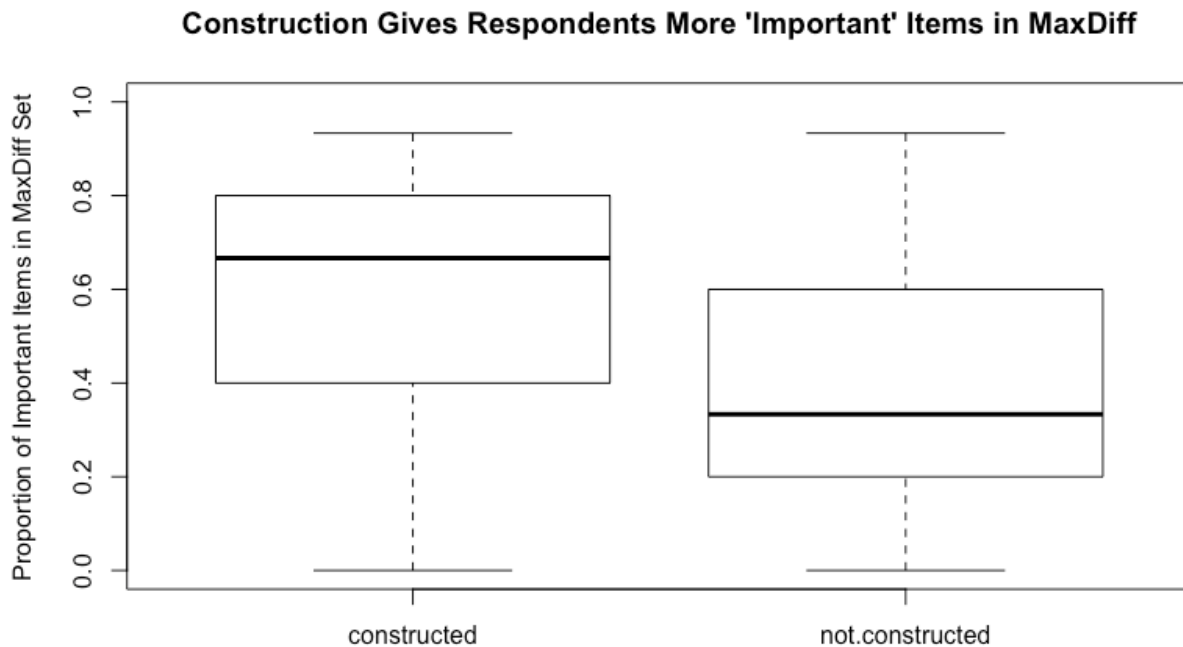 Construction Gives Respondents More 'Important' Items in MaxDiff
Proportion of Important Items in MaxDiff Set
1.0
0.8
0.6
0.4
0.2
0.0
constructed
not.constructed